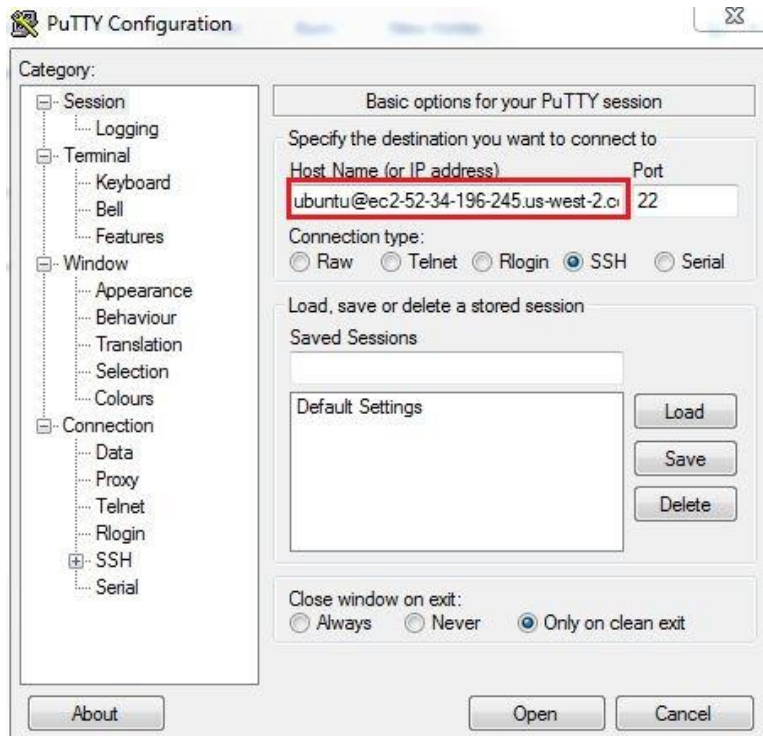 PuTTY Configuration
Category:
Session
Logging
Terminal
Keyboard
Bell
Features
Window
Appearance
Behaviour
Translation
Selection
Colours
Connection
Data
Proxy
Telnet
Rlogin
SSH
Serial
Basic options for your PuTTY session
Specify the destination you want to connect to
Host Name (or IP address) Port
ubuntu@ec2-52-34-196-245.us-west-2.c 22
Connection type:
Raw Telnet Rlogin SSH Serial
Load, save or delete a stored session
Saved Sessions
Default Settings
Load
Save
Delete
Close window on exit:
Always Never Only on clean exit
About Open Cancel